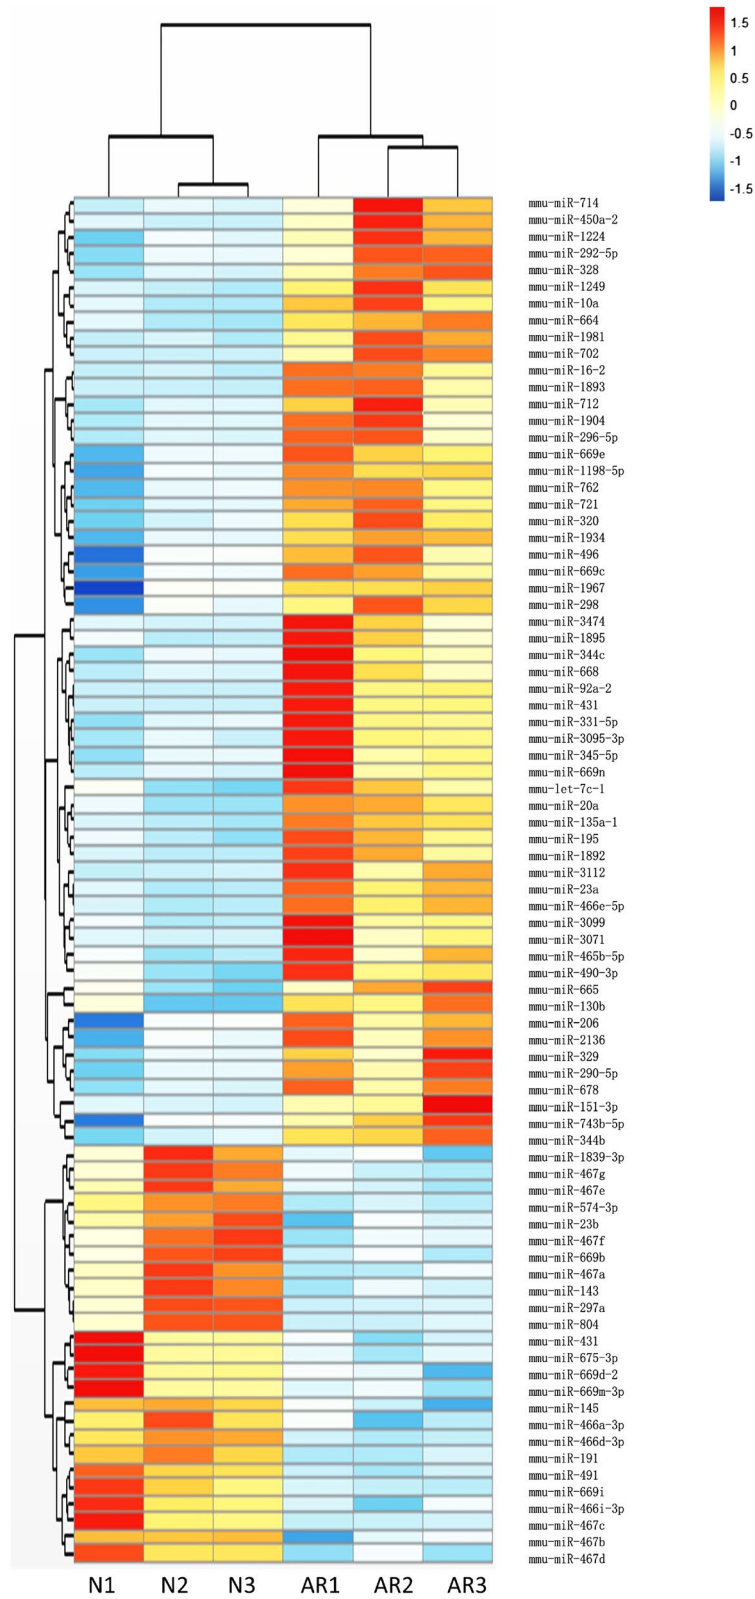 1.5
1
0.5
0
-0.5
-1
-1.5
mmu-miR-714
mmu-miR-450a-2
mmu-miR-1224
mmu-miR-292-5p
mmu-miR-328
mmu-miR-1249
mmu-miR-10a
mmu-miR-664
mmu-miR-1981
mmu-miR-702
mmu-miR-16-2
mmu-miR-1893
mmu-miR-712
mmu-miR-1904
mmu-miR-296-5p
mmu-miR-669e
mmu-miR-1198-5p
mmu-miR-762
mmu-miR-721
mmu-miR-320
mmu-miR-1934
mmu-miR-496
mmu-miR-669c
mmu-miR-1967
mmu-miR-298
mmu-miR-3474
mmu-miR-1895
mmu-miR-344c
mmu-miR-668
mmu-miR-92a-2
mmu-miR-431
mmu-miR-331-5p
mmu-miR-3095-3p
mmu-miR-345-5p
mmu-miR-669n
mmu-let-7c-1
mmu-miR-20a
mmu-miR-135a-1
mmu-miR-195
mmu-miR-1892
mmu-miR-3112
mmu-miR-23a
mmu-miR-466e-5p
mmu-miR-3099
mmu-miR-3071
mmu-miR-465b-5p
mmu-miR-490-3p
mmu-miR-665
mmu-miR-130b
mmu-miR-206
mmu-miR-2136
mmu-miR-329
mmu-miR-290-5p
mmu-miR-678
mmu-miR-151-3p
mmu-miR-743b-5p
mmu-miR-344b
mmu-miR-1839-3p
mmu-miR-467g
mmu-miR-467e
mmu-miR-574-3p
mmu-miR-23b
mmu-miR-467f
mmu-miR-669b
mmu-miR-467a
mmu-miR-143
mmu-miR-297a
mmu-miR-804
mmu-miR-431
mmu-miR-675-3p
mmu-miR-669d-2
mmu-miR-669m-3p
mmu-miR-145
mmu-miR-466a-3p
mmu-miR-466d-3p
mmu-miR-191
mmu-miR-491
mmu-miR-669i
mmu-miR-466i-3p
mmu-miR-467c
mmu-miR-467b
mmu-miR-467d
N1 N2 N3 AR1 AR2 AR3